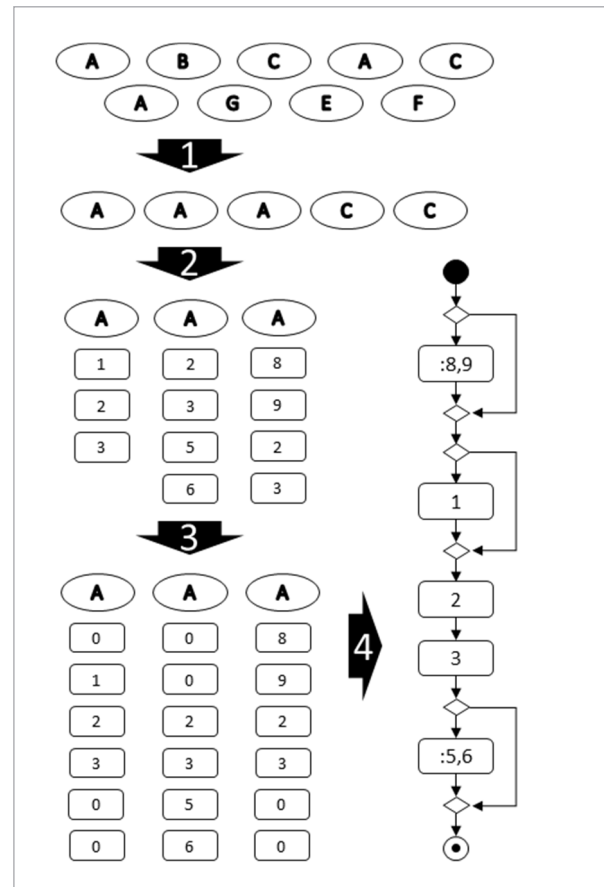 A B C A C
A G E F
1
A A A C C
2
A A A
1 2 8
2 3 9
3 5 2
6 3
3
A A A
0 0 8
1 0 9
2 2 2
3 3 3
0 5 0
0 6 0
4
:8,9
1
2
3
:5,6